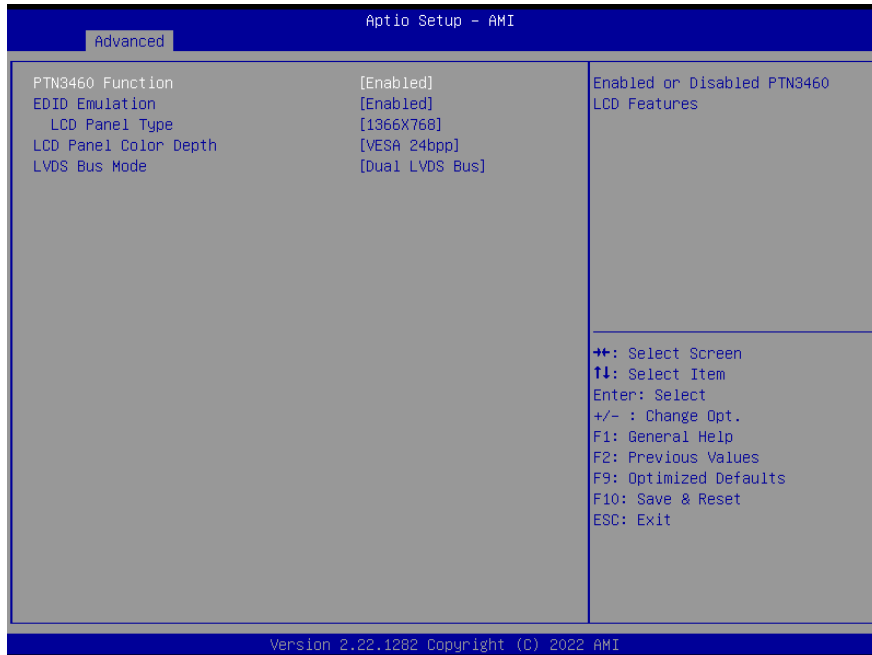 Aptio Setup – AMI
Advanced
PTN3460 Function [Enabled]
EDID Emulation [Enabled]
LCD Panel Type [1366X768]
LCD Panel Color Depth [VESA 24bpp]
LVDS Bus Mode [Dual LVDS Bus]
Enabled or Disabled PTN3460
LCD Features
→←: Select Screen
↑↓: Select Item
Enter: Select
+/- : Change Opt.
F1: General Help
F2: Previous Values
F9: Optimized Defaults
F10: Save & Reset
ESC: Exit
Version 2.22.1282 Copyright (C) 2022 AMI